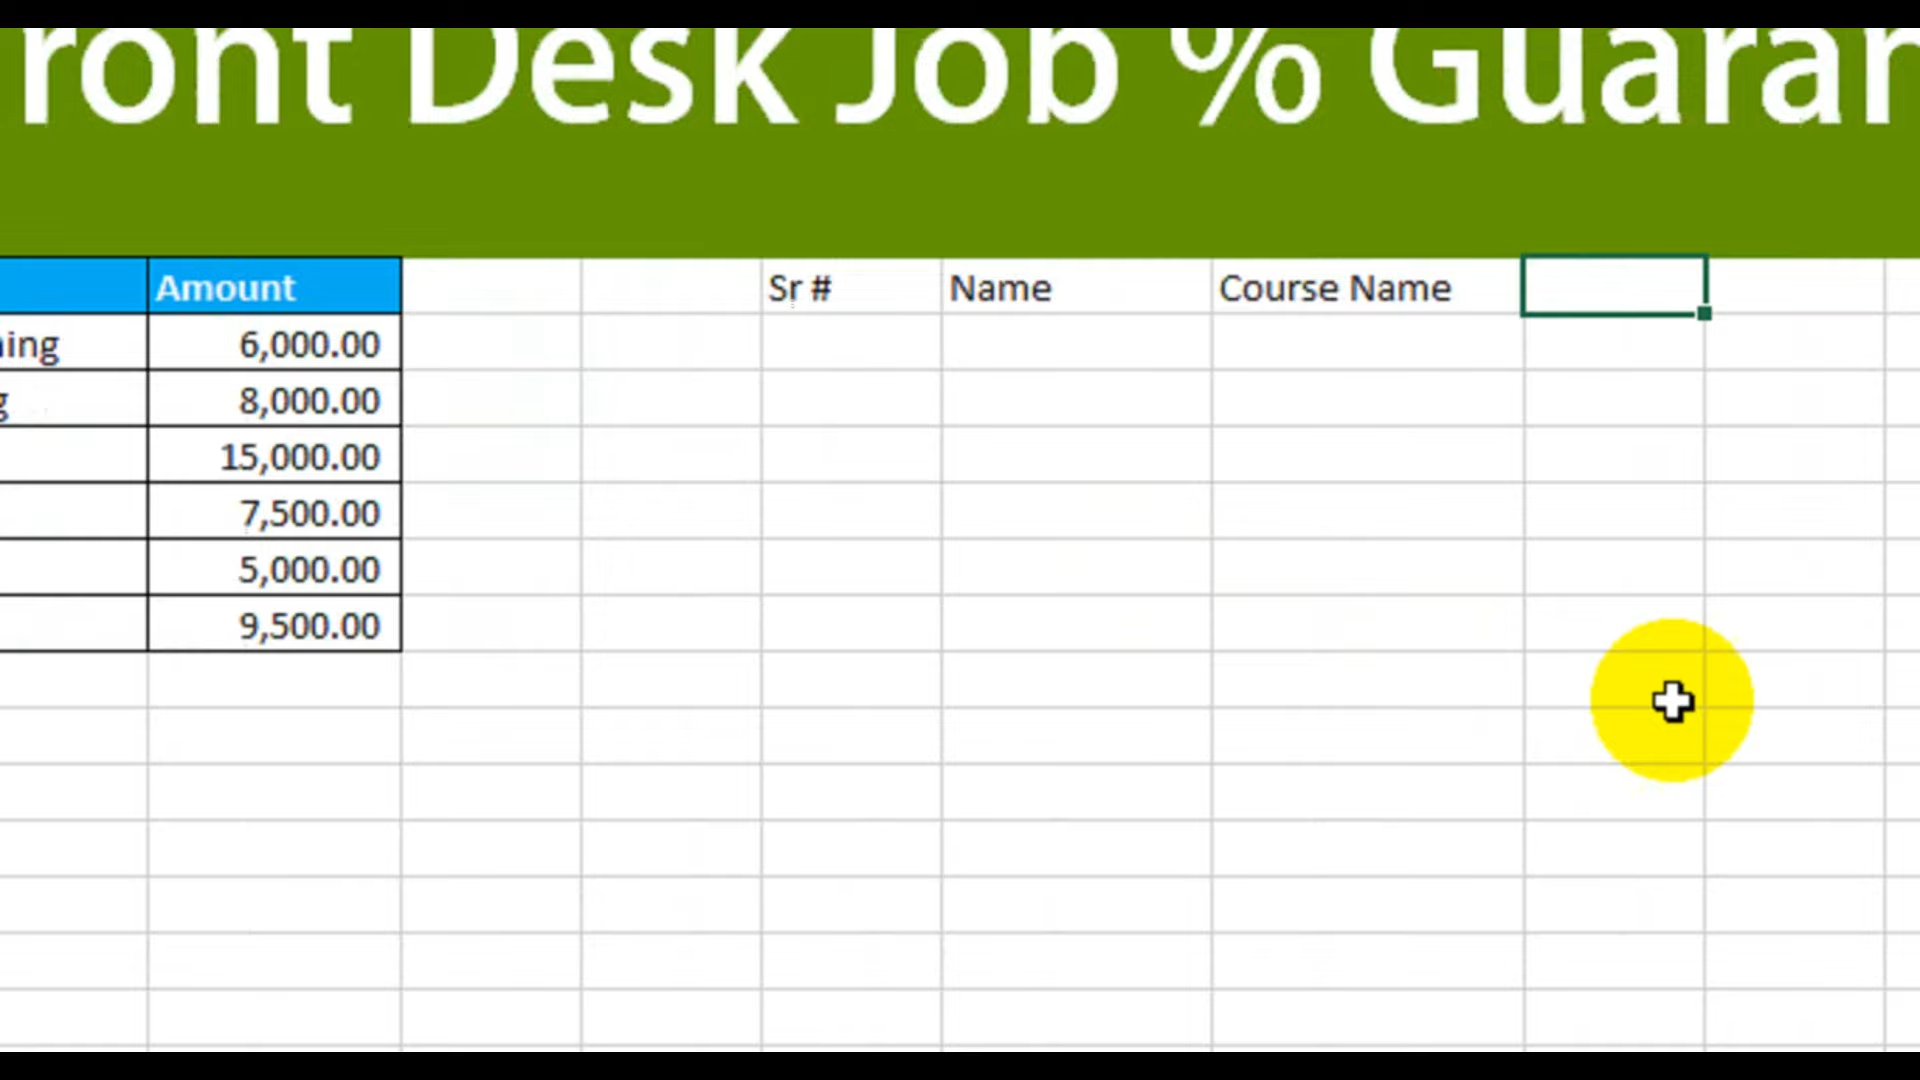 ront Desk Job % Guarar
Amount Sr # Name Course Name
ning 6,000.00
g 8,000.00
15,000.00
7,500.00
5,000.00
9,500.00